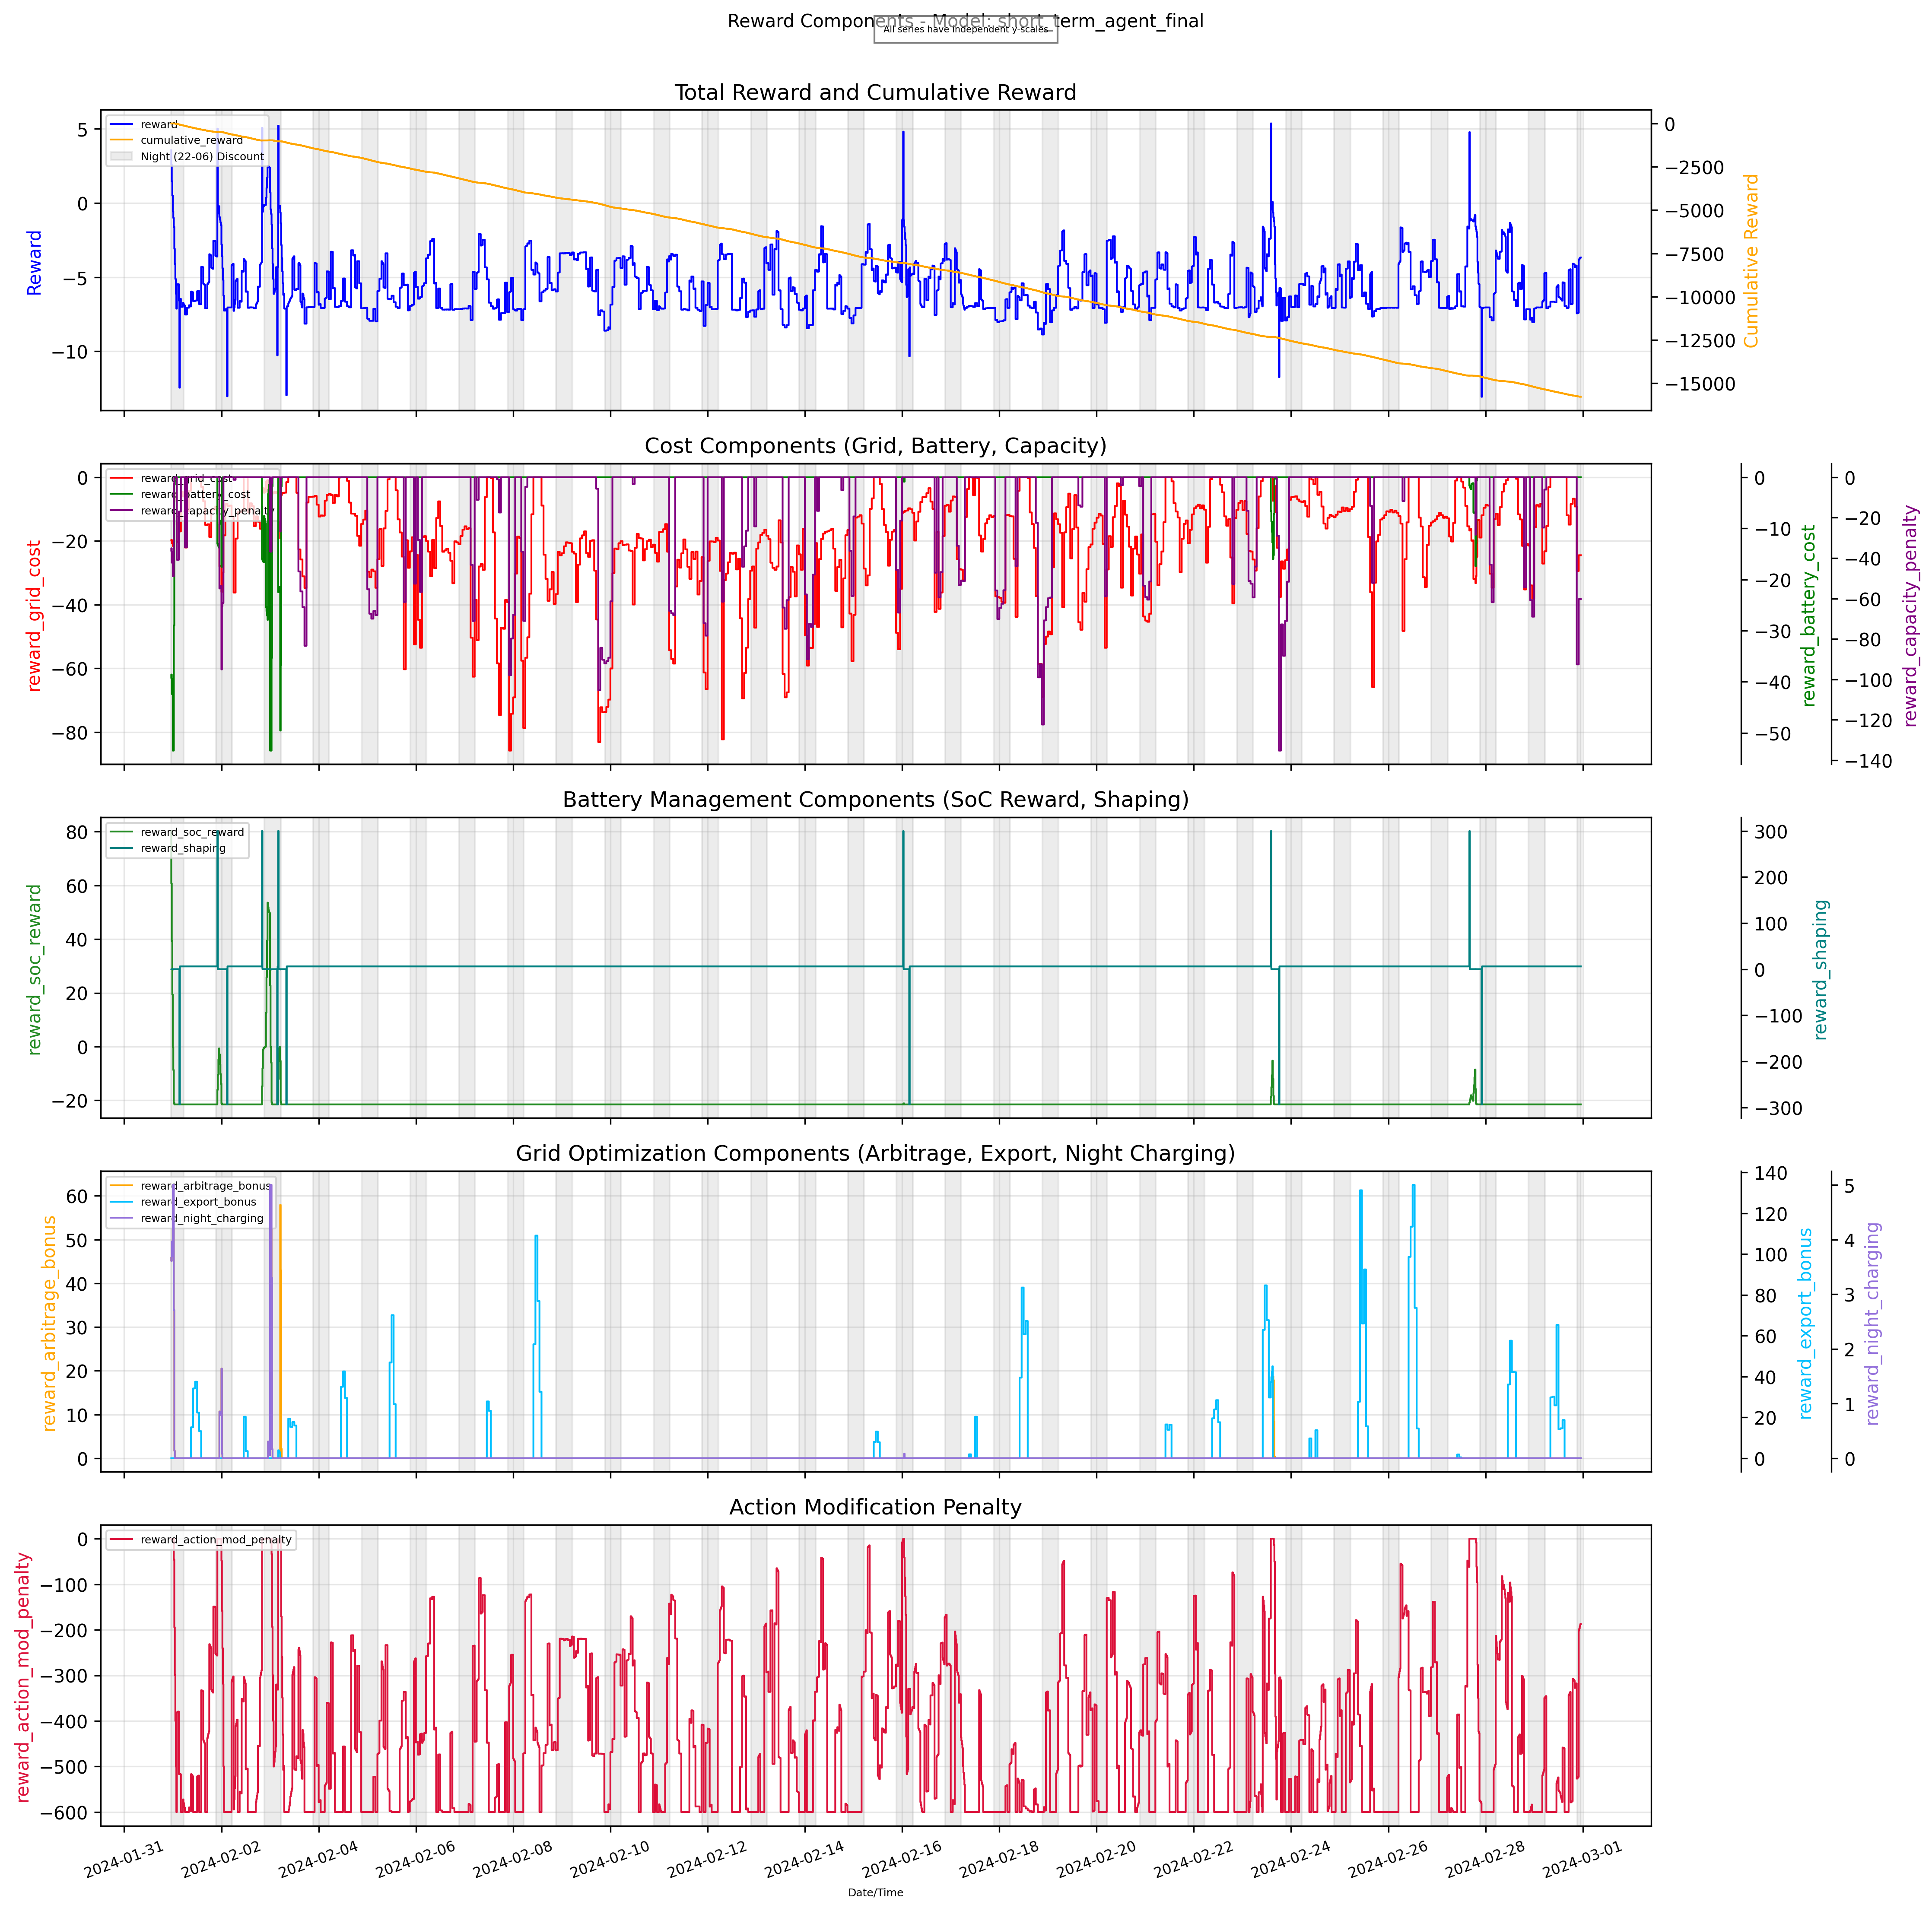 Reward Components - Model: short_term_agent_final
All series have independent y-scales
Total Reward and Cumulative Reward
reward
cumulative_reward
Night (22-06) Discount
Reward
5
0
−5
−10
Cumulative Reward
0
−2500
−5000
−7500
−10000
−12500
−15000
Cost Components (Grid, Battery, Capacity)
reward_grid_cost
reward_battery_cost
reward_capacity_penalty
reward_grid_cost
0
−20
−40
−60
−80
reward_battery_cost
0
−10
−20
−30
−40
−50
reward_capacity_penalty
0
−20
−40
−60
−80
−100
−120
−140
Battery Management Components (SoC Reward, Shaping)
reward_soc_reward
reward_shaping
reward_soc_reward
80
60
40
20
0
−20
reward_shaping
300
200
100
0
−100
−200
−300
Grid Optimization Components (Arbitrage, Export, Night Charging)
reward_arbitrage_bonus
reward_export_bonus
reward_night_charging
reward_arbitrage_bonus
60
50
40
30
20
10
0
reward_export_bonus
140
120
100
80
60
40
20
0
reward_night_charging
5
4
3
2
1
0
Action Modification Penalty
reward_action_mod_penalty
reward_action_mod_penalty
0
−100
−200
−300
−400
−500
−600
2024-01-31
2024-02-02
2024-02-04
2024-02-06
2024-02-08
2024-02-10
2024-02-12
2024-02-14
2024-02-16
2024-02-18
2024-02-20
2024-02-22
2024-02-24
2024-02-26
2024-02-28
2024-03-01
Date/Time